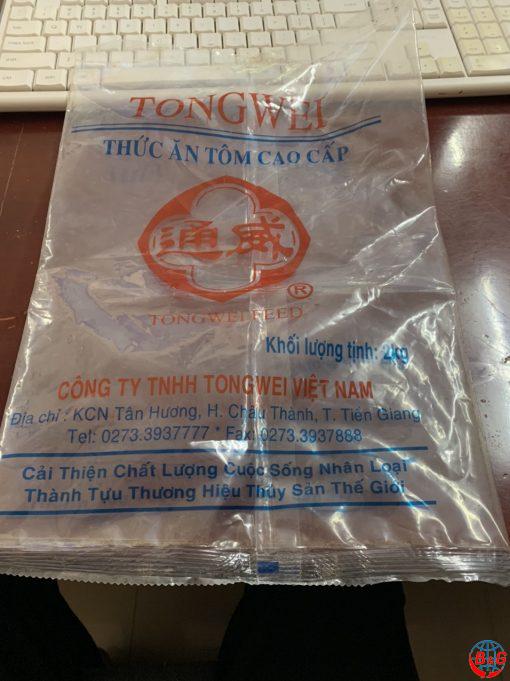 TONGWEI
THỨC ĂN TÔM CAO CẤP
通威
®
TONGWEI FEED
Khối lượng tịnh: 2kg
CÔNG TY TNHH TONGWEI VIỆT NAM
Địa chỉ : KCN Tân Hương, H. Châu Thành, T. Tiền Giang
Tel: 0273.3937777 * Fax: 0273.3937888
Cải Thiện Chất Lượng Cuộc Sống Nhân Loại
Thành Tựu Thương Hiệu Thủy Sản Thế Giới
B&G